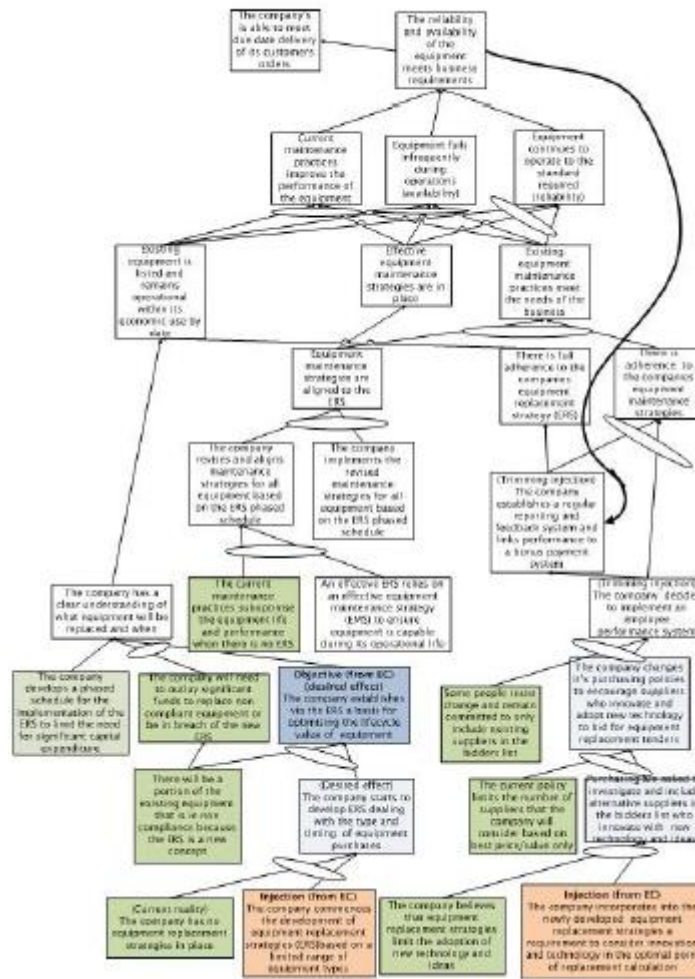 The company's
is able to meet
due date delivery
of its customers
orders
The reliability
and availability
of the
equipment
meets business
requirements
Current
maintenance
practices
improve the
performance of
the equipment
Equipment fails
infrequently
during
operations
(availability)
Equipment
continues to
operate to the
standard
required
(reliability)
Existing
equipment is
listed and
remains
operational
within its
economic use by
date
Effective
equipment
maintenance
strategies are in
place
Existing
equipment
maintenance
practices meet
the needs of the
business
Equipment
maintenance
strategies are
aligned to the
ERS
There is full
adherence to the
companies
equipment
replacement
strategy (ERS)
There is
adherence to
the companies
equipment
maintenance
strategies
The company
revises and aligns
maintenance
strategies for all
equipment based
on the ERS phased
schedule
The company
implements the
revised
maintenance
strategies for all
equipment based
on the ERS phased
schedule
(Trimming injection)
The company
establishes a regular
reporting and
feedback system and
links performance to
a bonus payment
system
The company has a
clear understanding of
what equipment will be
replaced and when
The current
maintenance
practices
the equipment life
and performance
when there is no ERS
An effective ERS relies on
an effective equipment
maintenance strategy
(EMS) to ensure
equipment is capable
during its operational life
(Trimming injection)
The company decides
to implement an
employee
performance system
The company
develops a phased
schedule for the
implementation of the
ERS to limit the need
for significant capital
expenditure
The company will need
to outlay significant
funds to replace non
compliant equipment or
be in breach of the new
ERS
Objective (from EC)
(desired effect)
The company establishes
via the ERS a basis for
optimising the lifecycle
value of equipment
Some people resist
change and remain
committed to only
include existing
suppliers in the
bidders list
The company changes
it's purchasing policies
to encourage suppliers
who innovate and
adopt new technology
to bid for equipment
replacement tenders
There will be a
portion of the
existing equipment
that is in non
compliance because
the ERS is a new
concept
(Desired effect)
The company starts to
develop ERS dealing
with the type and
timing of equipment
purchases
The current policy
limits the number of
suppliers that the
company will
consider based on
best price/value only
Purchasing are asked to
investigate and include
alternative suppliers in
the bidders list who
innovate with new
technology and ideas
(Current reality)
The company has no
equipment replacement
strategies in place
Injection (from EC)
The company commences
the development of
equipment replacement
strategies (ERS) based on a
limited range of
equipment types
The company believes
that equipment
replacement strategies
limit the adoption of
new technology and
ideas
Injection (from EC)
The company incorporates into the
newly developed equipment
replacement strategies a
requirement to consider innovation
and technology in the optimal point
of replacement calculation